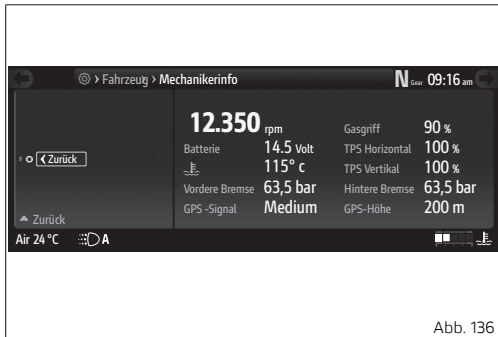 › Fahrzeug › Mechanikerinfo
N Gear 09:16 am
12.350 rpm
Gasgriff 90 %
Batterie 14.5 Volt
TPS Horizontal 100 %
115° c
TPS Vertikal 100 %
Vordere Bremse 63,5 bar
Hintere Bremse 63,5 bar
GPS -Signal Medium
GPS-Höhe 200 m
Zurück
Zurück
Air 24 °C
A
Abb. 136